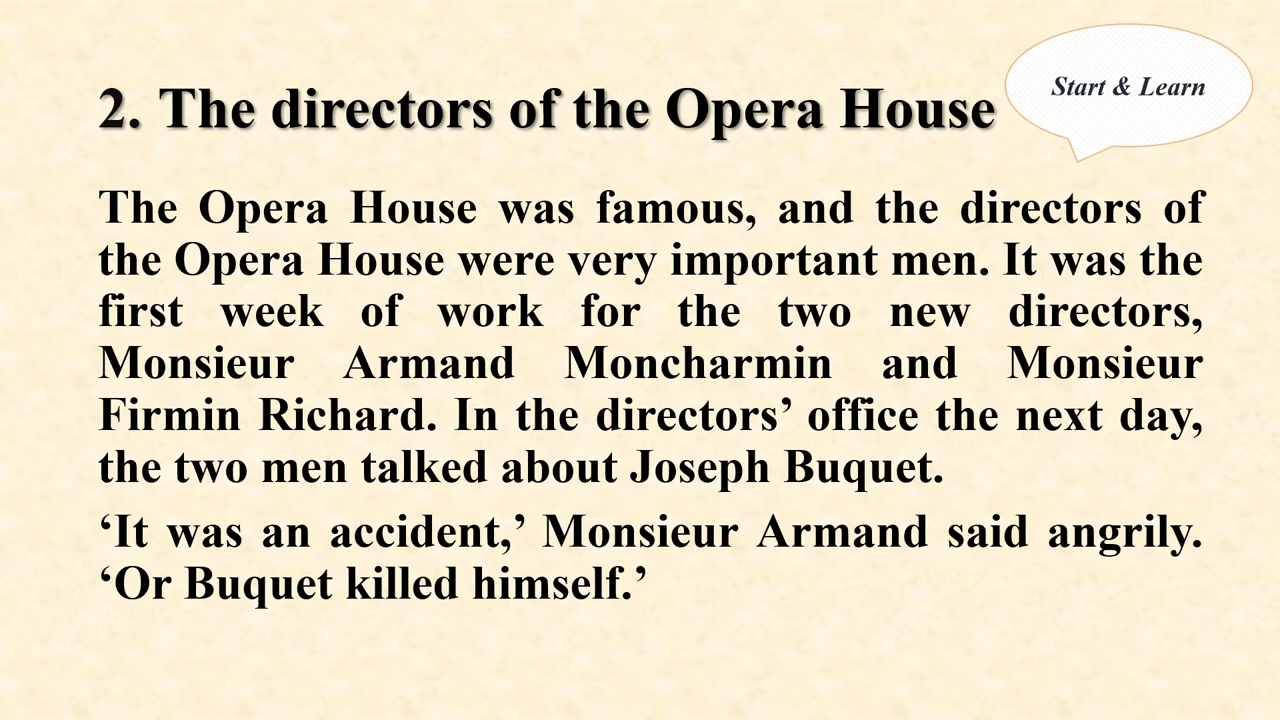 Start & Learn
2. The directors of the Opera House
The Opera House was famous, and the directors of
the Opera House were very important men. It was the
first week of work for the two new directors,
Monsieur Armand Moncharmin and Monsieur
Firmin Richard. In the directors’ office the next day,
the two men talked about Joseph Buquet.
‘It was an accident,’ Monsieur Armand said angrily.
‘Or Buquet killed himself.’